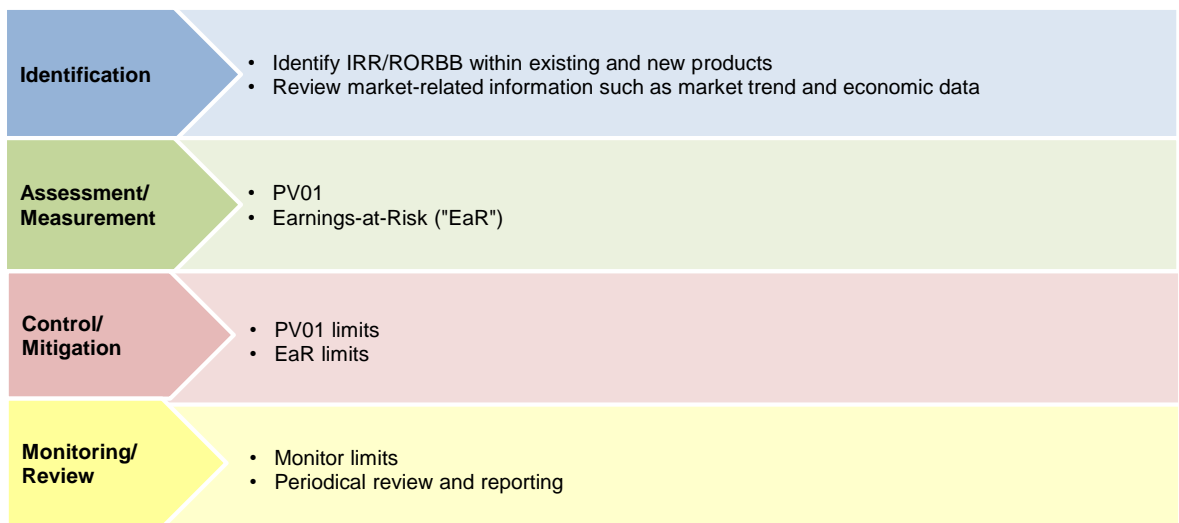 Identification
• Identify IRR/RORBB within existing and new products
• Review market-related information such as market trend and economic data
Assessment/
Measurement
• PV01
• Earnings-at-Risk ("EaR")
Control/
Mitigation
• PV01 limits
• EaR limits
Monitoring/
Review
• Monitor limits
• Periodical review and reporting